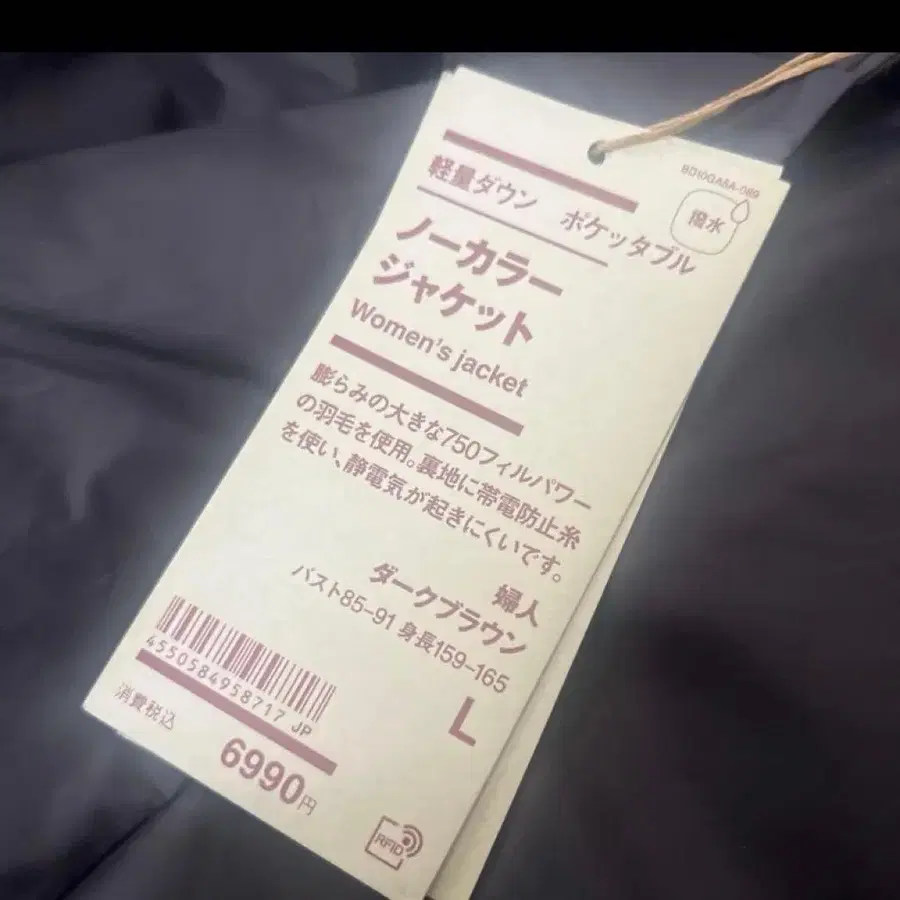 BD10GA5A-089
撥水
軽量ダウン ポケッタブル
ノーカラー
ジャケット
Women's jacket
膨らみの大きな750フィルパワー
の羽毛を使用。裏地に帯電防止糸
を使い、静電気が起きにくいです。
婦人
ダークブラウン
バスト85-91 身長159-165
L
4550584958717 JP
消費税込
6990円
RFID